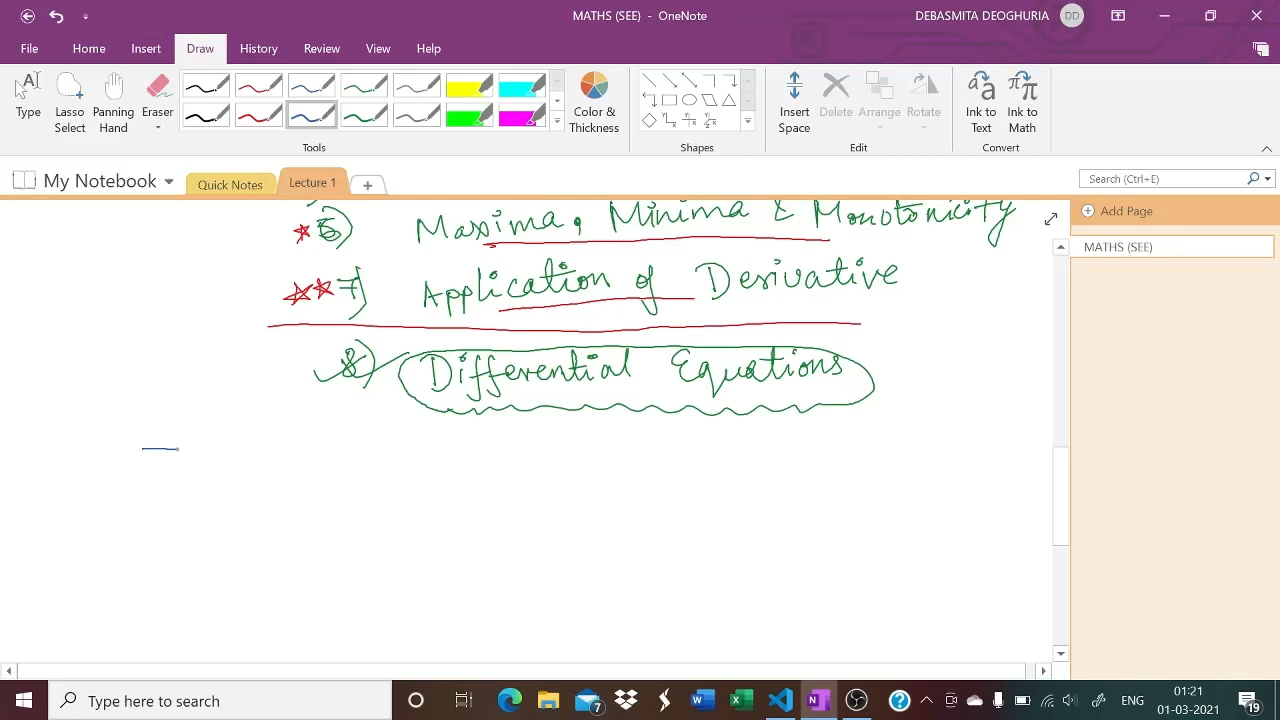 MATHS (SEE) - OneNote
DEBASMITA DEOGHURIA
DD
File Home Insert Draw History Review View Help
Type
Lasso Select
Panning Hand
Eraser
Color & Thickness
Insert Space
Delete
Arrange
Rotate
Ink to Text
Ink to Math
Tools
Shapes
Edit
Convert
My Notebook
Quick Notes
Lecture 1
Search (Ctrl+E)
Add Page
MATHS (SEE)
Maxima, Minima & Monotonicity
7) Application of Derivative
8) Differential Equations
Type here to search
7
ENG
01:21
01-03-2021
19